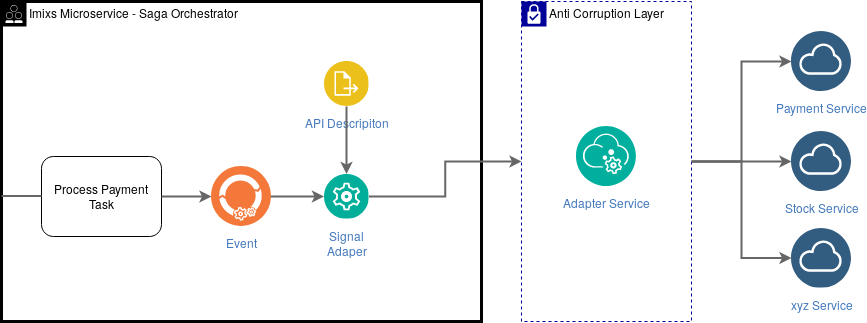 Imixs Microservice - Saga Orchestrator
Anti Corruption Layer
API Descripiton
Process Payment
Task
Event
Signal
Adaper
Adapter Service
Payment Service
Stock Service
xyz Service